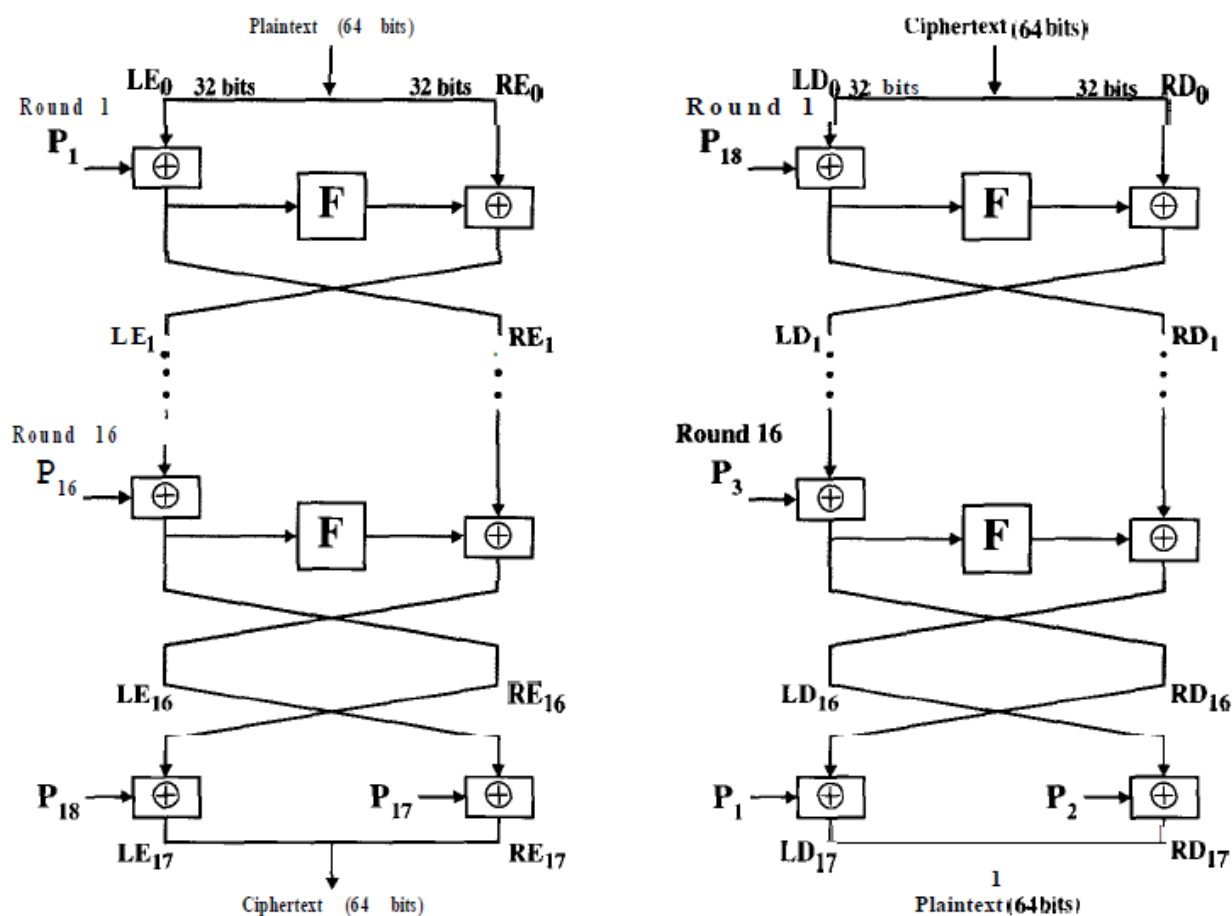 Plaintext (64 bits)
LE0 32 bits 32 bits RE0
Round 1
P1
F
LE1 RE1
Round 16
P16
F
LE16 RE16
P18 P17
LE17 RE17
Ciphertext (64 bits)
Ciphertext (64 bits)
LD0 32 bits 32 bits RD0
Round 1
P18
F
LD1 RD1
Round 16
P3
F
LD16 RD16
P1 P2
LD17 RD17
1
Plaintext (64 bits)